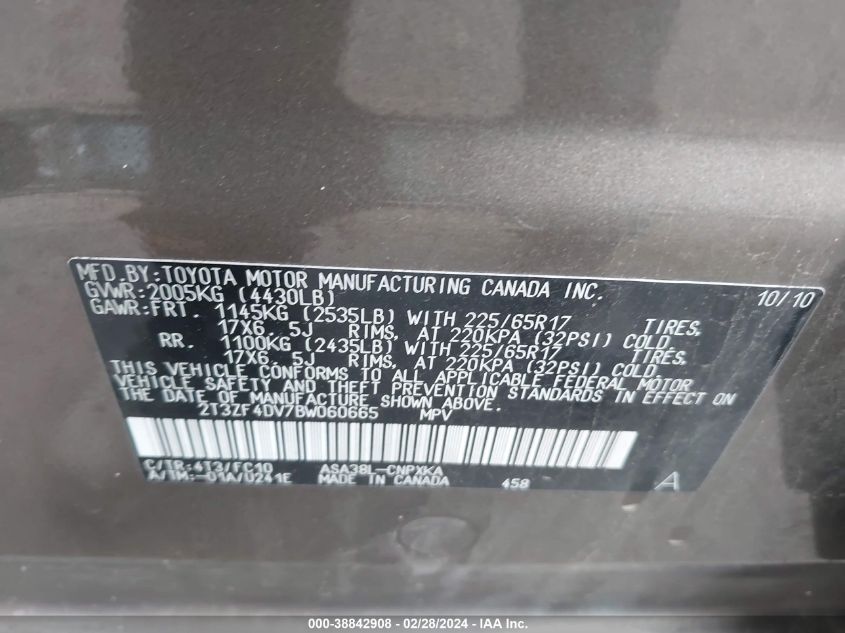 MFD.BY:TOYOTA MOTOR MANUFACTURING CANADA INC. 10/10
GVWR:2005KG (4430LB)
GAWR:FRT. 1145KG (2535LB) WITH 225/65R17 TIRES,
17X6.5J RIMS, AT 220KPA (32PSI) COLD.
RR. 1100KG (2435LB) WITH 225/65R17 TIRES,
17X6.5J RIMS, AT 220KPA (32PSI) COLD.
THIS VEHICLE CONFORMS TO ALL APPLICABLE FEDERAL MOTOR
VEHICLE SAFETY AND THEFT PREVENTION STANDARDS IN EFFECT ON
THE DATE OF MANUFACTURE SHOWN ABOVE.
2T3ZF4DV7BW060665 MPV
C/TR:4T3/FC10 ASA38L-CNPXKA
A/TM:-01A/U241E MADE IN CANADA 458 A
000-38842908 - 02/28/2024 - IAA Inc.